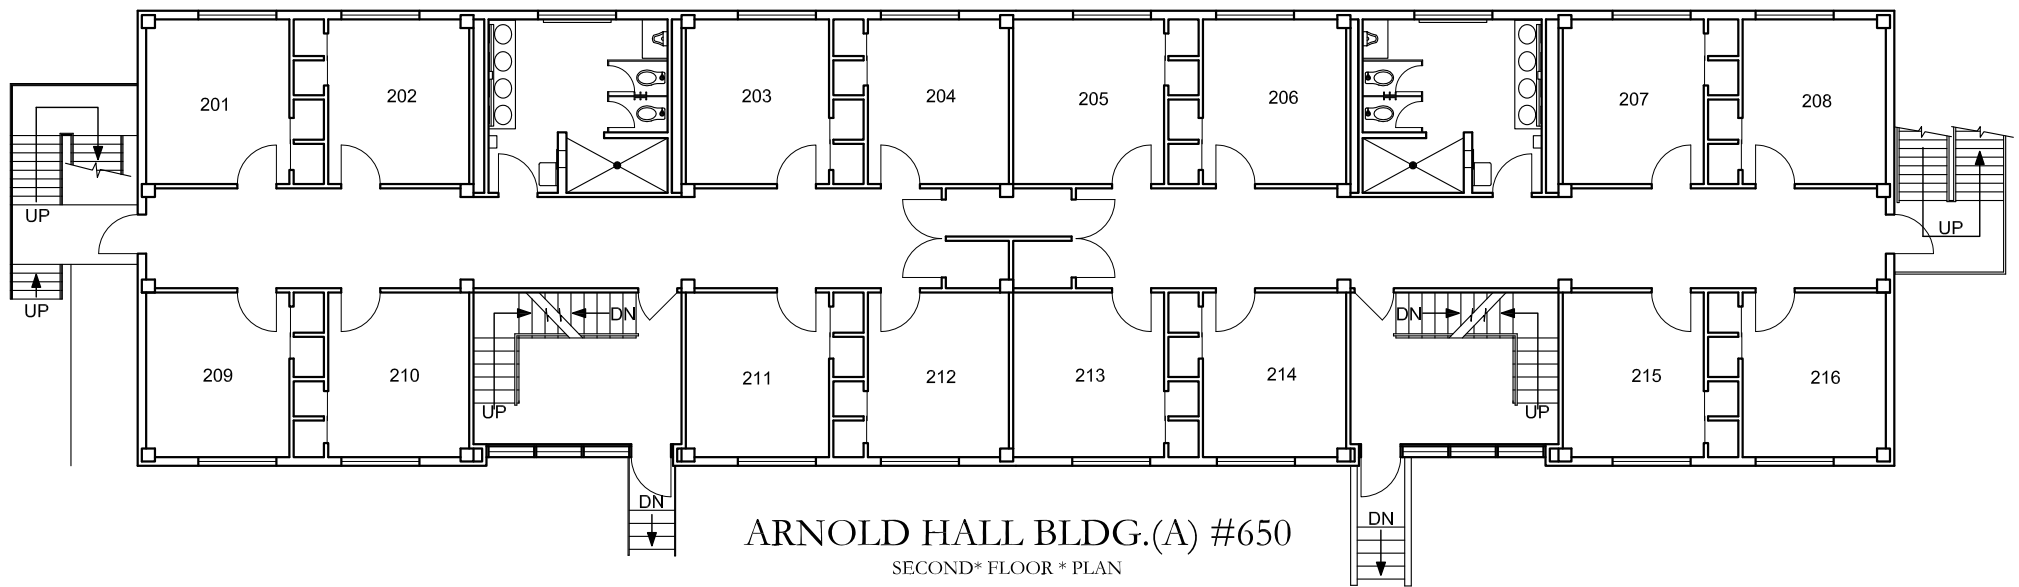 201
202
203
204
205
206
207
208
UP
UP
UP
209
210
UP
DN
211
212
213
214
DN
UP
215
216
DN
DN
ARNOLD HALL BLDG.(A) #650
SECOND* FLOOR * PLAN